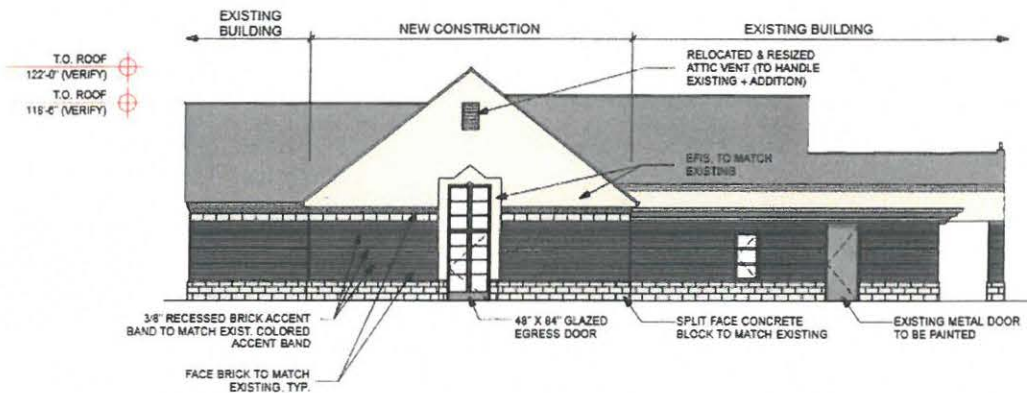 EXISTING
BUILDING
NEW CONSTRUCTION
EXISTING BUILDING
T.O. ROOF
122'-0" (VERIFY)
T.O. ROOF
118'-6" (VERIFY)
RELOCATED & RESIZED
ATTIC VENT (TO HANDLE
EXISTING + ADDITION)
EFIS, TO MATCH
EXISTING
3/8" RECESSED BRICK ACCENT
BAND TO MATCH EXIST. COLORED
ACCENT BAND
FACE BRICK TO MATCH
EXISTING, TYP.
48" X 84" GLAZED
EGRESS DOOR
SPLIT FACE CONCRETE
BLOCK TO MATCH EXISTING
EXISTING METAL DOOR
TO BE PAINTED